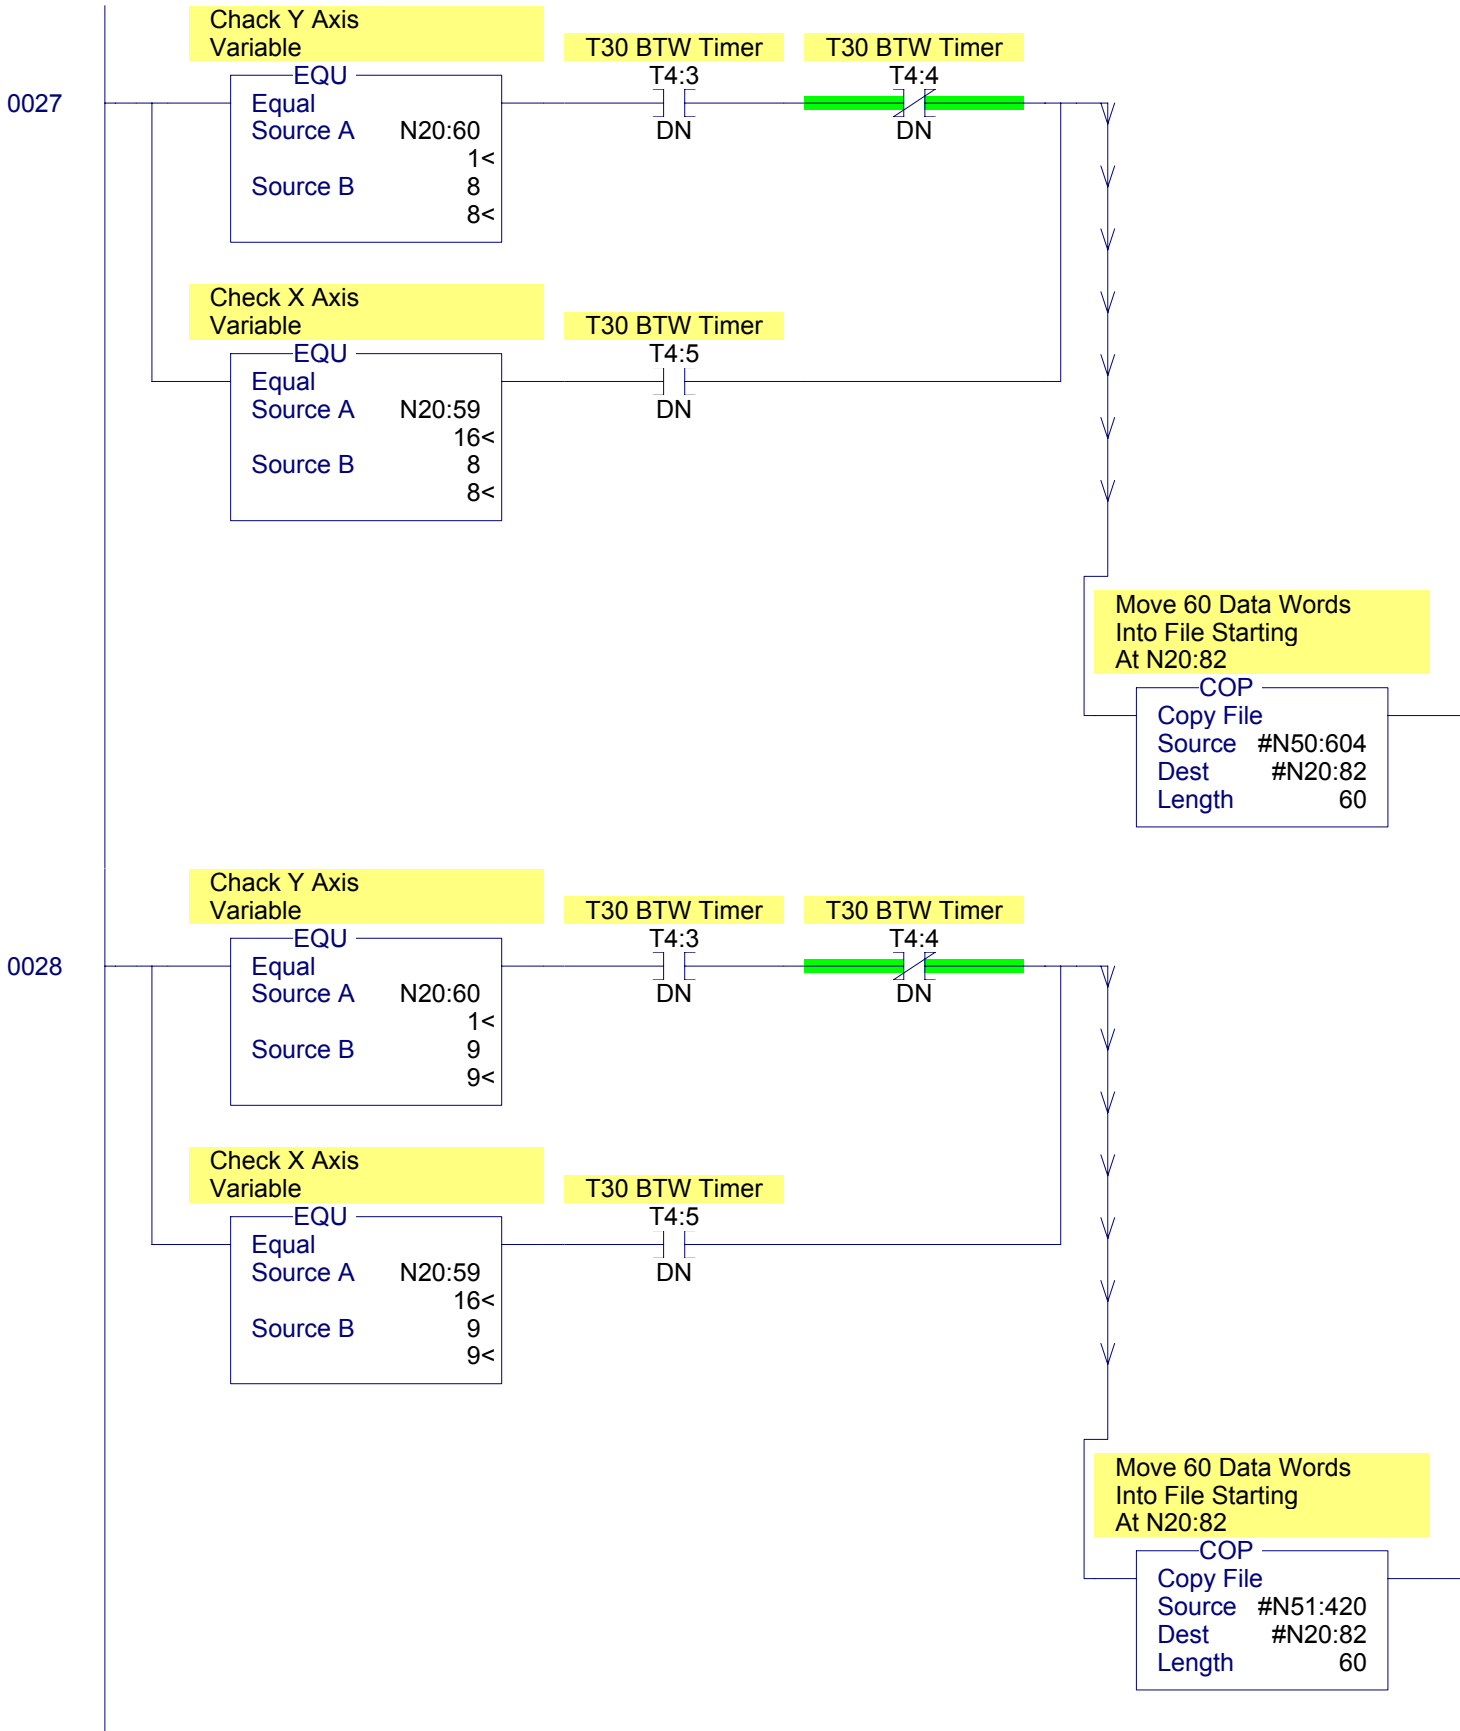 Chack Y Axis
Variable
T30 BTW Timer
T30 BTW Timer
EQU
T4:3
T4:4
0027
Equal
Source A N20:60
DN
DN
1<
Source B 8
8<
Check X Axis
Variable
T30 BTW Timer
EQU
T4:5
Equal
Source A N20:59
DN
16<
Source B 8
8<
Move 60 Data Words
Into File Starting
At N20:82
COP
Copy File
Source #N50:604
Dest #N20:82
Length 60
Chack Y Axis
Variable
T30 BTW Timer
T30 BTW Timer
EQU
T4:3
T4:4
0028
Equal
Source A N20:60
DN
DN
1<
Source B 9
9<
Check X Axis
Variable
T30 BTW Timer
EQU
T4:5
Equal
Source A N20:59
DN
16<
Source B 9
9<
Move 60 Data Words
Into File Starting
At N20:82
COP
Copy File
Source #N51:420
Dest #N20:82
Length 60